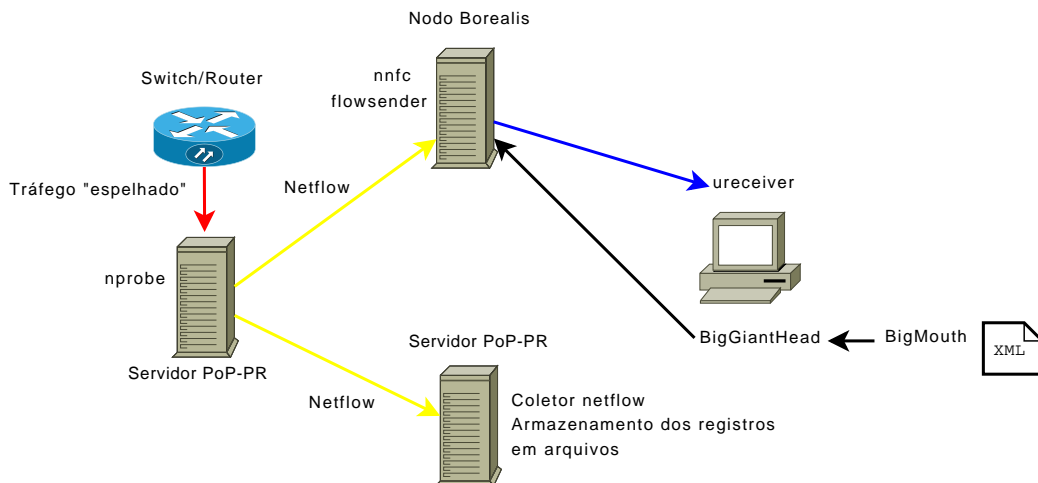 Nodo Borealis
nnfc
flowsender
Switch/Router
Tráfego "espelhado"
Netflow
ureceiver
nprobe
Servidor PoP-PR
BigGiantHead
BigMouth
XML
Servidor PoP-PR
Netflow
Coletor netflow
Armazenamento dos registros
em arquivos